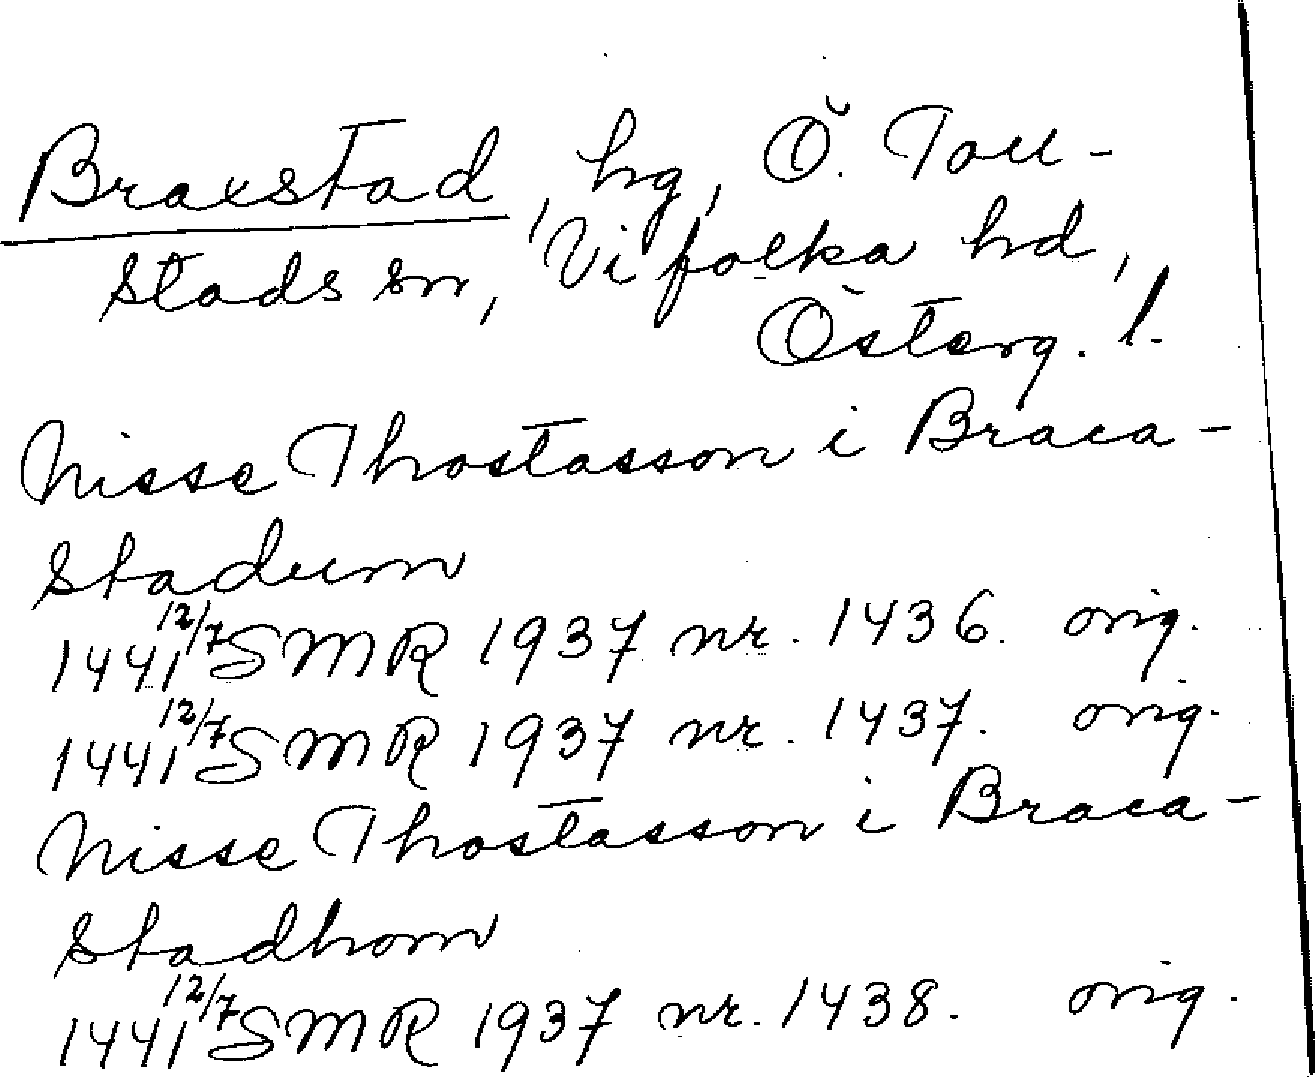 Braxstad, hg, Ö. Toll-
stads sn, Vifolka hd,
Österg. l.
Nisse Thostasson i Braca-
stadum
1441 12/7 SMR 1937 nr. 1436. orig.
1441 12/7 SMR 1937 nr. 1437. orig.
Nisse Thostasson i Braca-
stadhom
1441 12/7 SMR 1937 nr. 1438. orig.